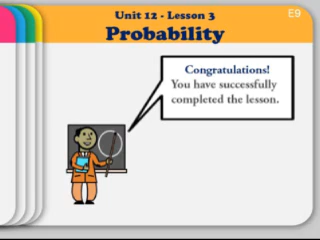 Unit 12 - Lesson 3
E9
Probability
Congratulations!
You have successfully
completed the lesson.